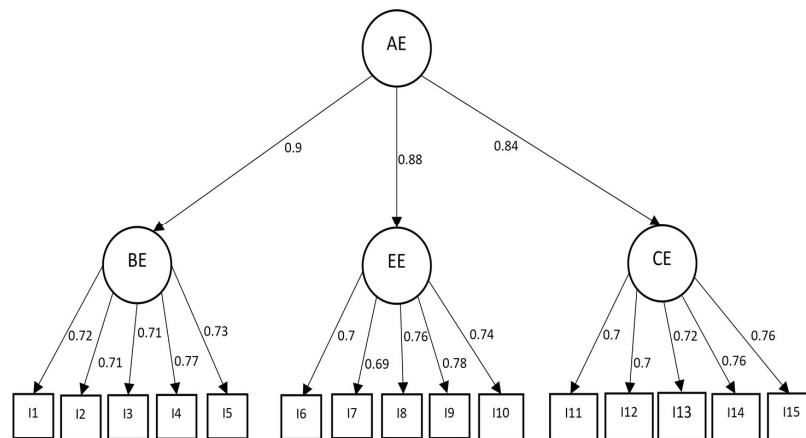 AE
0.9
0.88
0.84
BE
EE
CE
0.72
0.71
0.71
0.77
0.73
0.7
0.69
0.76
0.78
0.74
0.7
0.7
0.72
0.76
0.76
I1
I2
I3
I4
I5
I6
I7
I8
I9
I10
I11
I12
I13
I14
I15